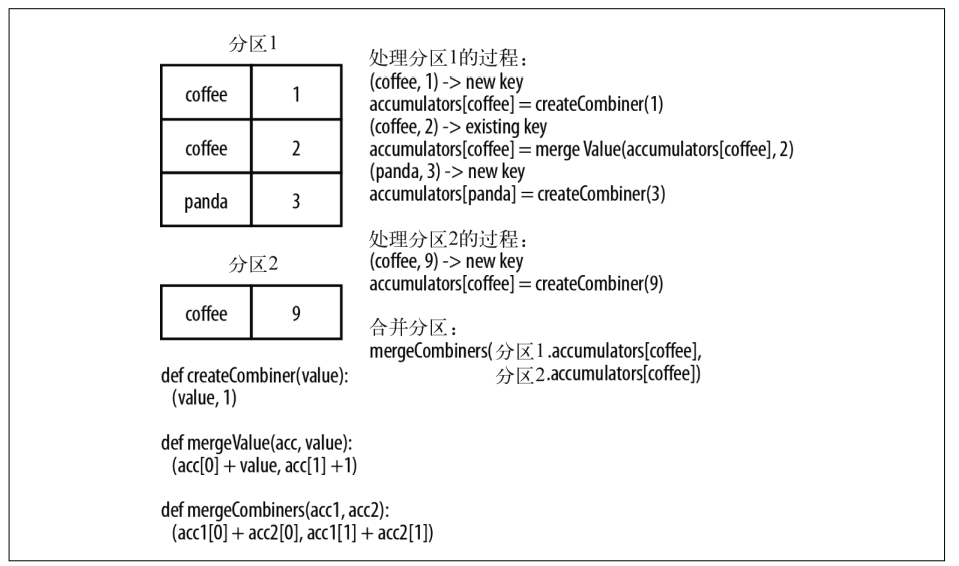 分区1
coffee 1
coffee 2
panda 3
分区2
coffee 9
def createCombiner(value):
(value, 1)
def mergeValue(acc, value):
(acc[0] + value, acc[1] +1)
def mergeCombiners(acc1, acc2):
(acc1[0] + acc2[0], acc1[1] + acc2[1])
处理分区1的过程：
(coffee, 1) -> new key
accumulators[coffee] = createCombiner(1)
(coffee, 2) -> existing key
accumulators[coffee] = merge Value(accumulators[coffee], 2)
(panda, 3) -> new key
accumulators[panda] = createCombiner(3)
处理分区2的过程：
(coffee, 9) -> new key
accumulators[coffee] = createCombiner(9)
合并分区：
mergeCombiners( 分区1.accumulators[coffee],
分区2.accumulators[coffee])